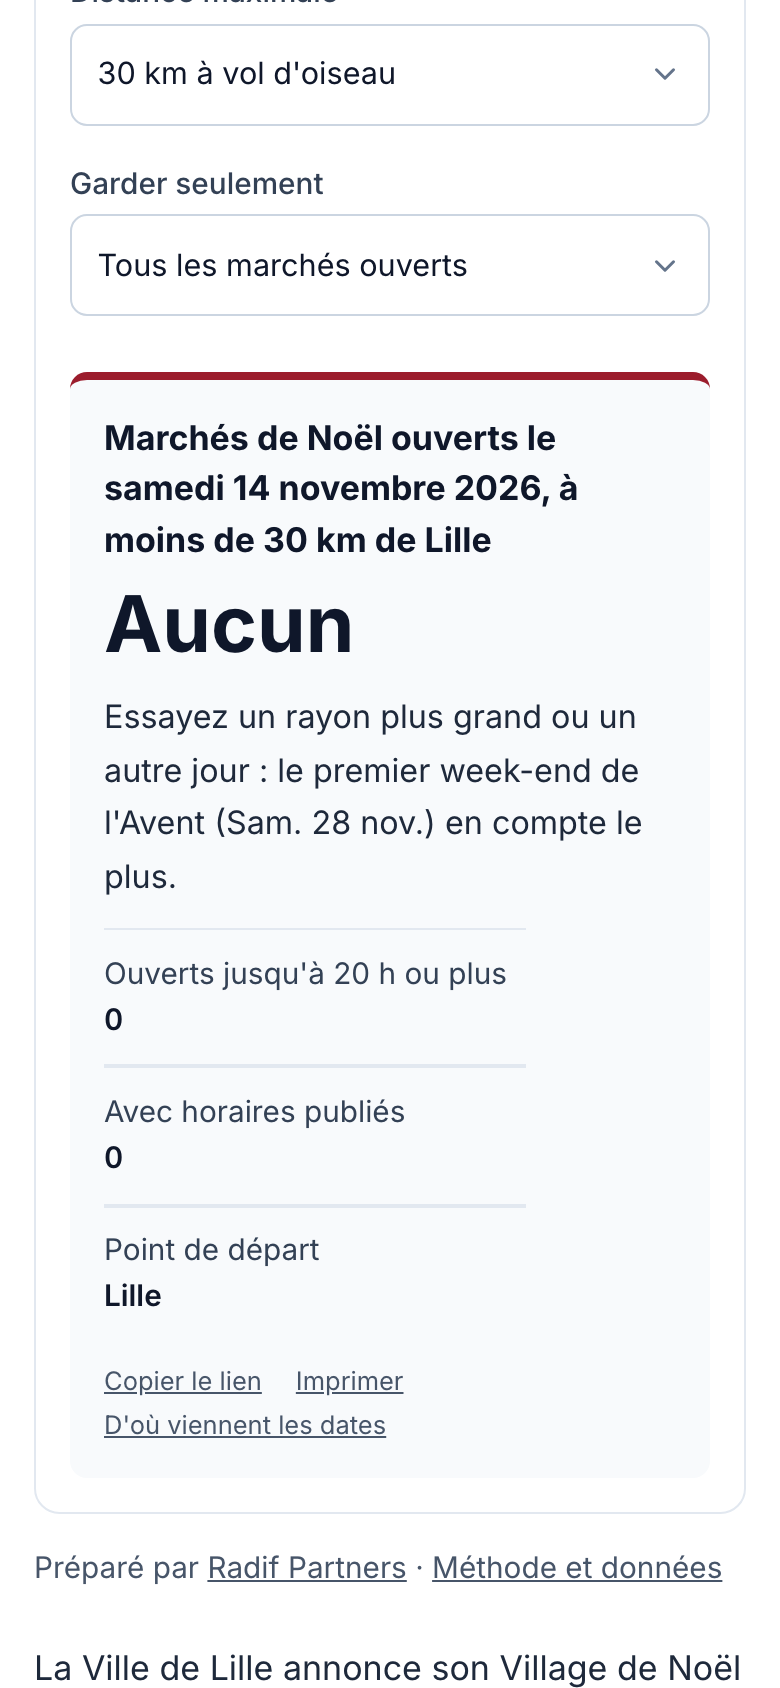 Distance maximale
30 km à vol d'oiseau
Garder seulement
Tous les marchés ouverts
Marchés de Noël ouverts le
samedi 14 novembre 2026, à
moins de 30 km de Lille
Aucun
Essayez un rayon plus grand ou un
autre jour : le premier week-end de
l'Avent (Sam. 28 nov.) en compte le
plus.
Ouverts jusqu'à 20 h ou plus
0
Avec horaires publiés
0
Point de départ
Lille
Copier le lien Imprimer
D'où viennent les dates
Préparé par Radif Partners · Méthode et données
La Ville de Lille annonce son Village de Noël